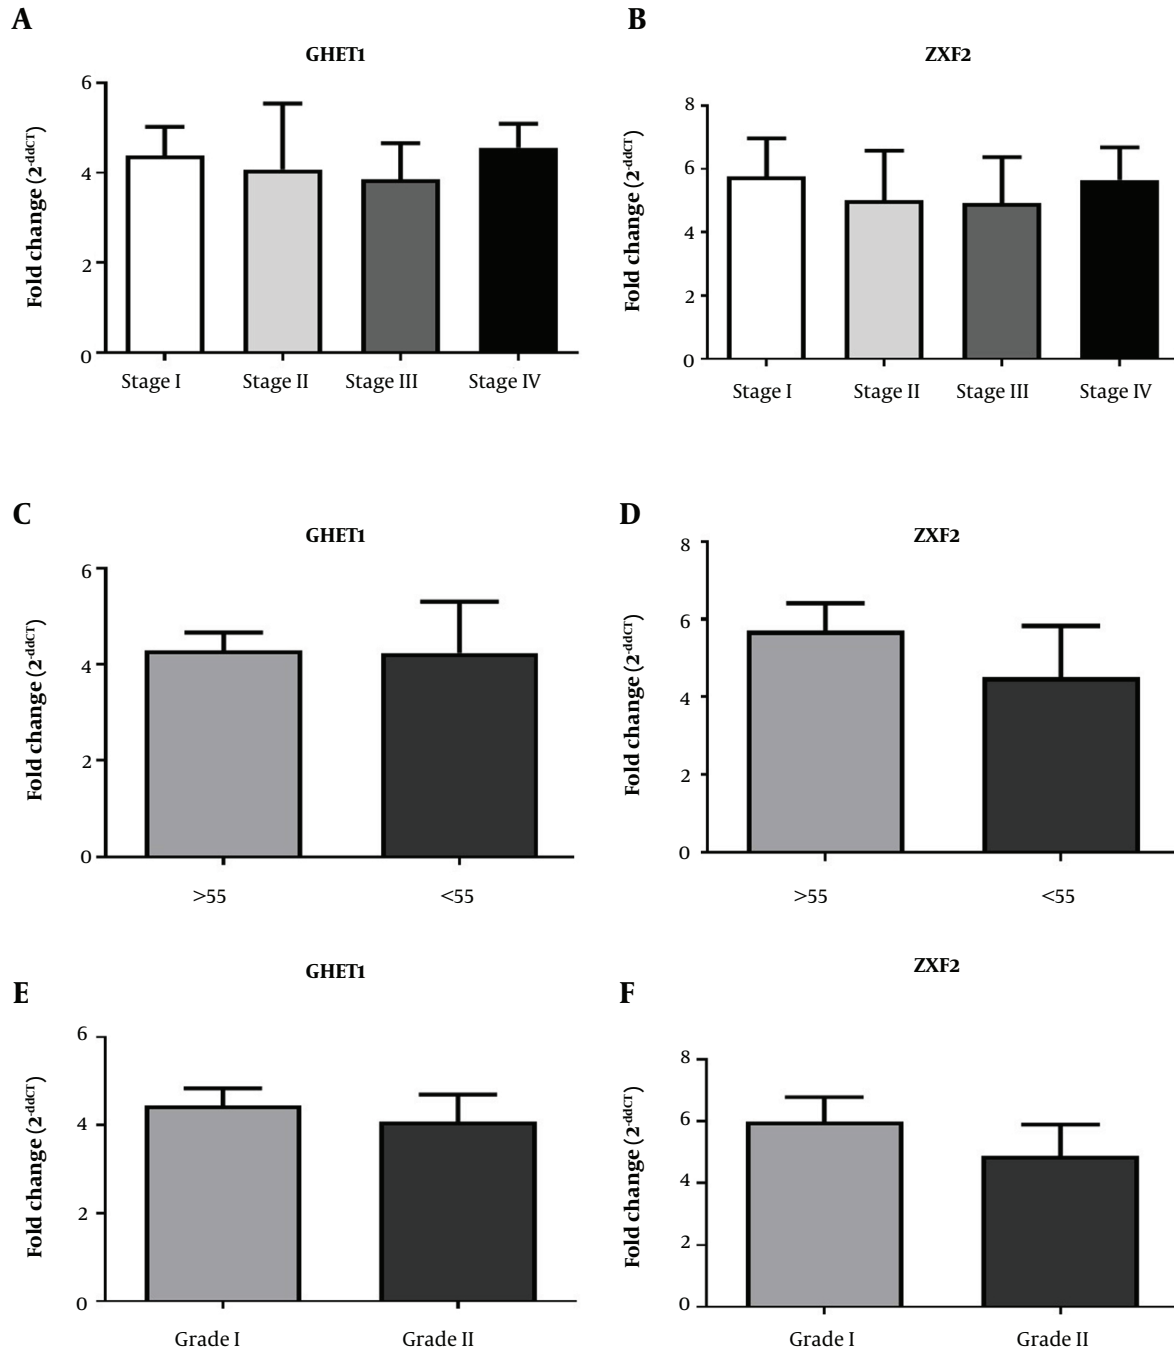 A
GHET1
Fold change (2-ddCT)
6
4
2
0
Stage I Stage II Stage III Stage IV
B
ZXF2
Fold change (2-ddCT)
8
6
4
2
0
Stage I Stage II Stage III Stage IV
C
GHET1
Fold change (2-ddCT)
6
4
2
0
>55 <55
D
ZXF2
Fold change (2-ddCT)
8
6
4
2
0
>55 <55
E
GHET1
Fold change (2-ddCT)
6
4
2
0
Grade I Grade II
F
ZXF2
Fold change (2-ddCT)
8
6
4
2
0
Grade I Grade II